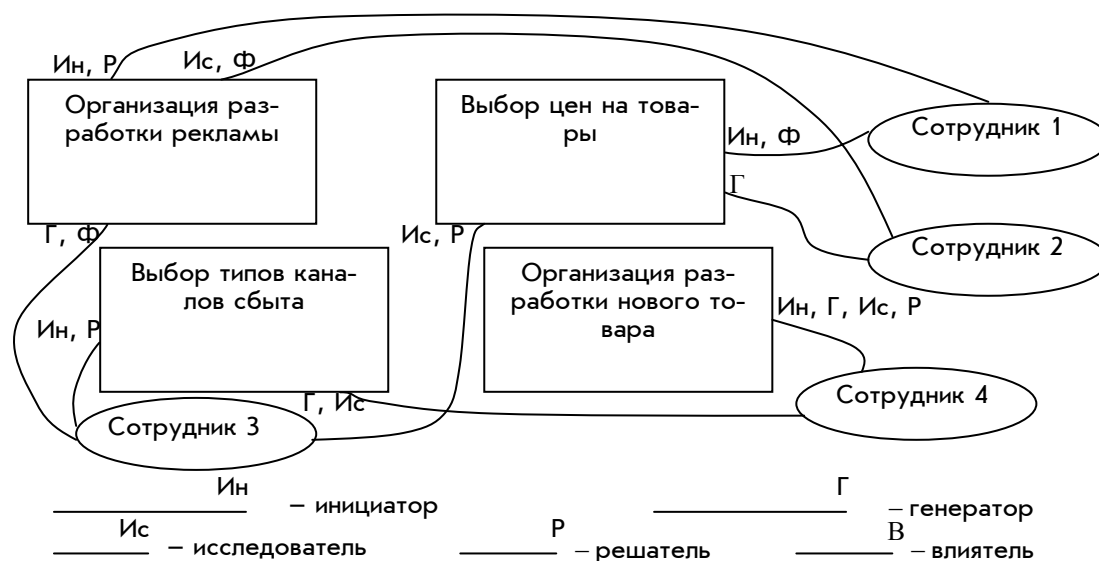 Ин, Р
Ис, Ф
Организация раз-
работки рекламы
Г, Ф
Выбор цен на това-
ры
Ин, Ф
Г
Ис, Р
Сотрудник 1
Сотрудник 2
Выбор типов кана-
лов сбыта
Ин, Р
Г, Ис
Организация раз-
работки нового то-
вара
Ин, Г, Ис, Р
Сотрудник 3
Сотрудник 4
Ин – инициатор
Г – генератор
Ис – исследователь
Р – решатель
В – влиятель